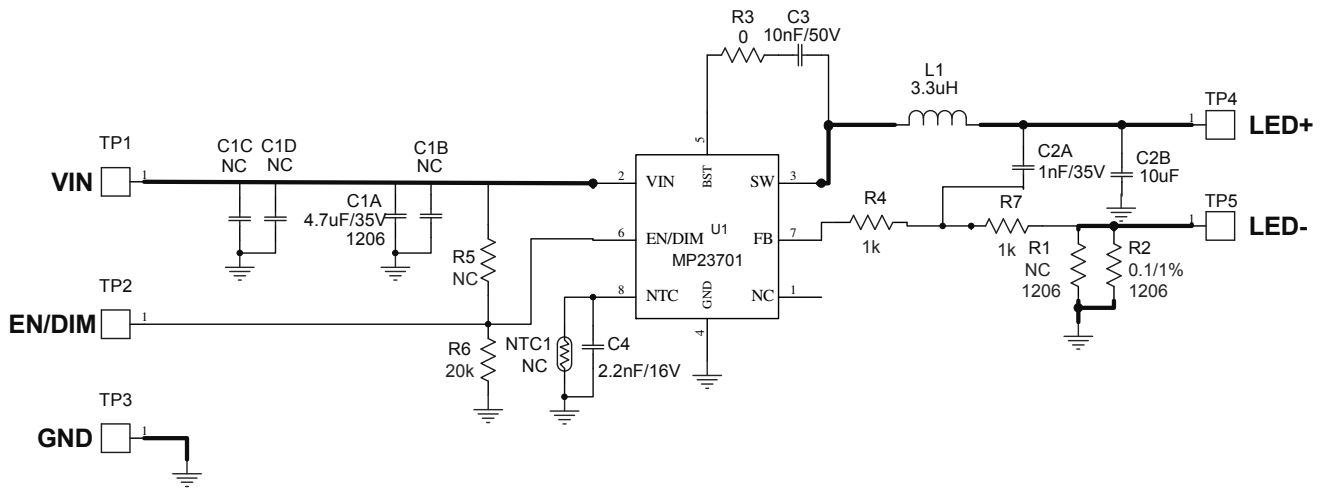 R3
0
C3
10nF/50V
L1
3.3uH
TP4
1
LED+
TP1
VIN
1
C1C
NC
C1D
NC
C1B
NC
C1A
4.7uF/35V
1206
5
2
VIN
BST
SW
3
C2A
1nF/35V
C2B
10uF
R5
NC
6
EN/DIM
U1
FB
7
MP23701
R4
1k
R7
1k
R1
NC
1206
R2
0.1/1%
1206
1
TP5
LED-
8
NTC
GND
NC
1
4
TP2
EN/DIM
1
R6
20k
NTC1
NC
C4
2.2nF/16V
TP3
GND
1